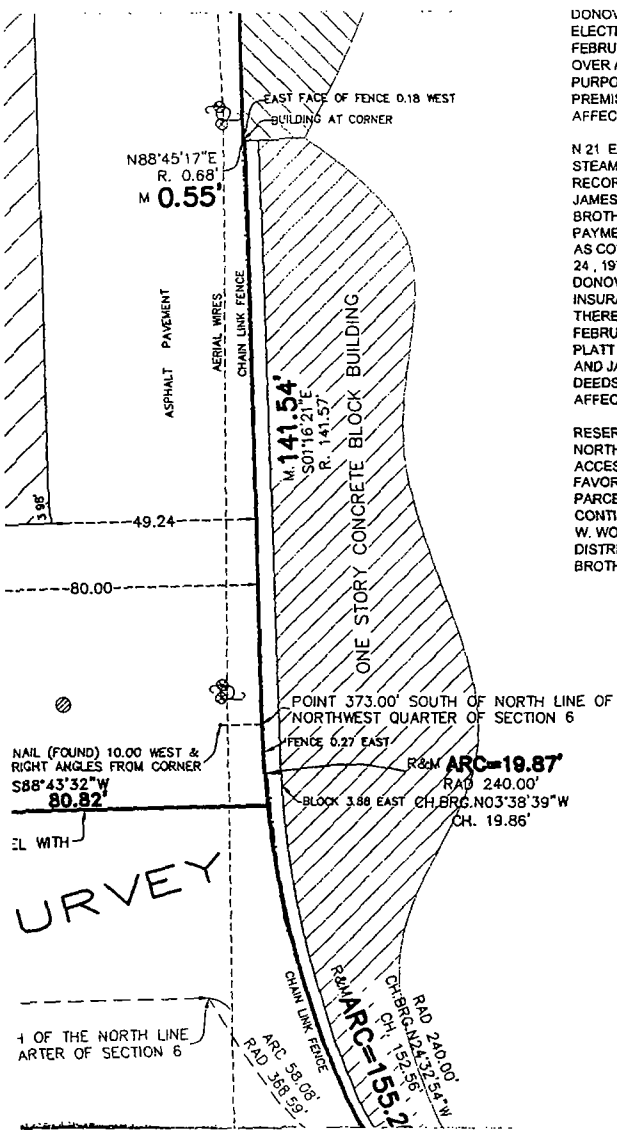 EAST FACE OF FENCE 0.18 WEST
BUILDING AT CORNER
N88°45'17"E
R. 0.68'
M 0.55'
ASPHALT PAVEMENT
AERIAL WIRES
CHAIN LINK FENCE
M. 141.54'
S01°16'21"E
R. 141.57'
ONE STORY CONCRETE BLOCK BUILDING
3.98
49.24
80.00
POINT 373.00' SOUTH OF NORTH LINE OF
NORTHWEST QUARTER OF SECTION 6
NAIL (FOUND) 10.00 WEST &
RIGHT ANGLES FROM CORNER
S88°43'32"W
80.82'
FENCE 0.27 EAST
BLOCK 3.88 EAST
R&M ARC=19.87'
RAD 240.00'
CH.BRG.N03°38'39"W
CH. 19.86'
EL WITH
URVEY
H OF THE NORTH LINE
ARTER OF SECTION 6
CHAIN LINK FENCE
ARC 58.08'
RAD 368.59'
R&M ARC=155.2
RAD 240.00'
CH.BRG.N24°32'54"W
CH. 152.56'
DONOV
ELECTI
FEBRU
OVER A
PURPO
PREMIS
AFFEC
N 21 E
STEAM
RECOR
JAMES
BROTH
PAYME
AS COV
24, 19
DONOV
INSURA
THERE
FEBRU
PLATT
AND JA
DEEDS
AFFEC
RESER
NORTH
ACCES
FAVOR
PARCE
CONTI
W. WO
DISTRI
BROTH